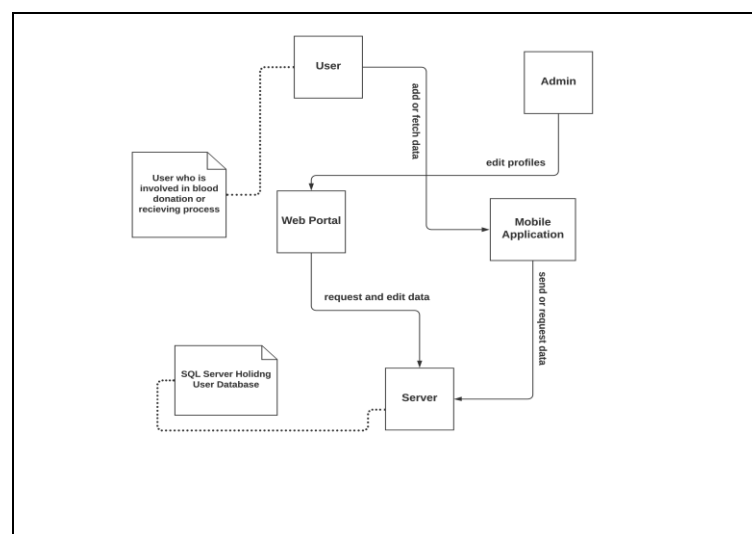 User
Admin
add or fetch data
edit profiles
User who is
involved in blood
donation or
recieving process
Web Portal
Mobile
Application
request and edit data
send or request data
SQL Server Holidng
User Database
Server